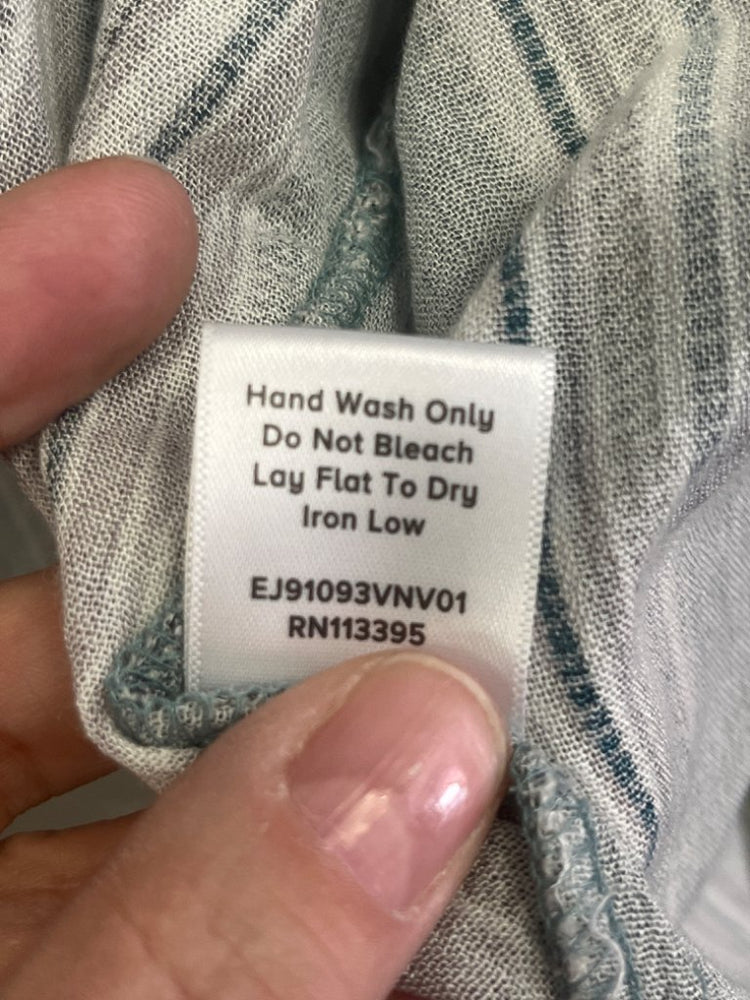 Hand Wash Only
Do Not Bleach
Lay Flat To Dry
Iron Low
EJ91093VNV01
RN113395